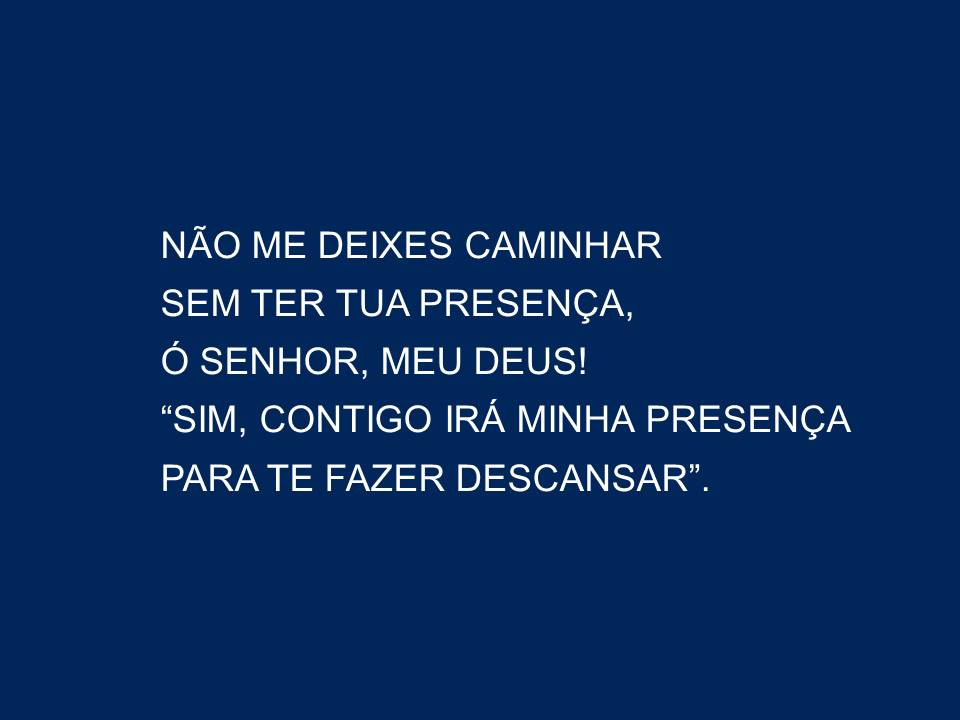 NÃO ME DEIXES CAMINHAR
SEM TER TUA PRESENÇA,
Ó SENHOR, MEU DEUS!
“SIM, CONTIGO IRÁ MINHA PRESENÇA
PARA TE FAZER DESCANSAR”.